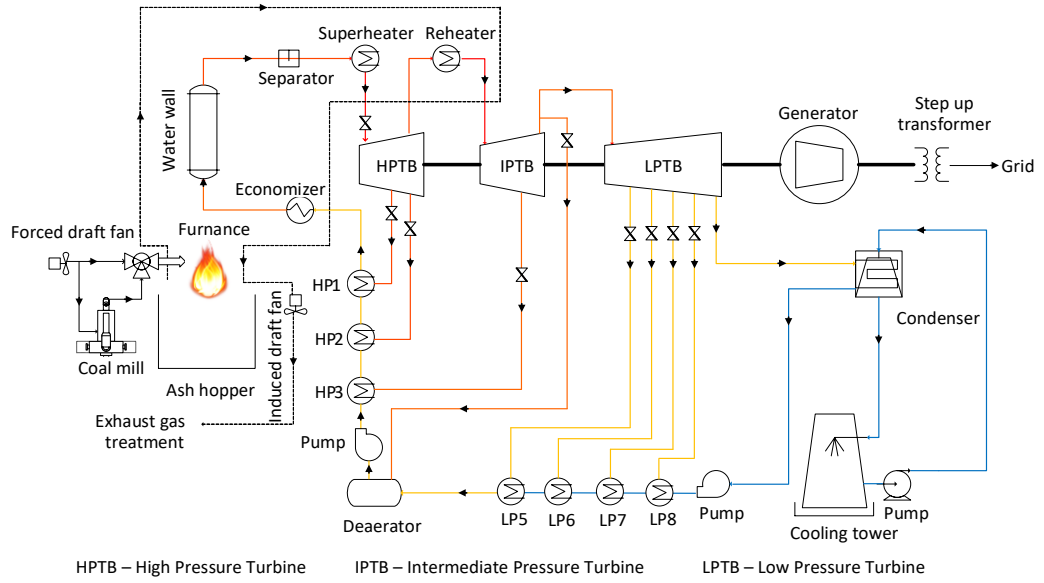 Superheater
Reheater
Separator
Water wall
Generator
Step up
transformer
HPTB
IPTB
LPTB
Grid
Economizer
Forced draft fan
Furnance
HP1
Condenser
HP2
Coal mill
Induced draft fan
Ash hopper
HP3
Exhaust gas
treatment
Pump
Deaerator
LP5
LP6
LP7
LP8
Pump
Pump
Cooling tower
HPTB – High Pressure Turbine
IPTB – Intermediate Pressure Turbine
LPTB – Low Pressure Turbine